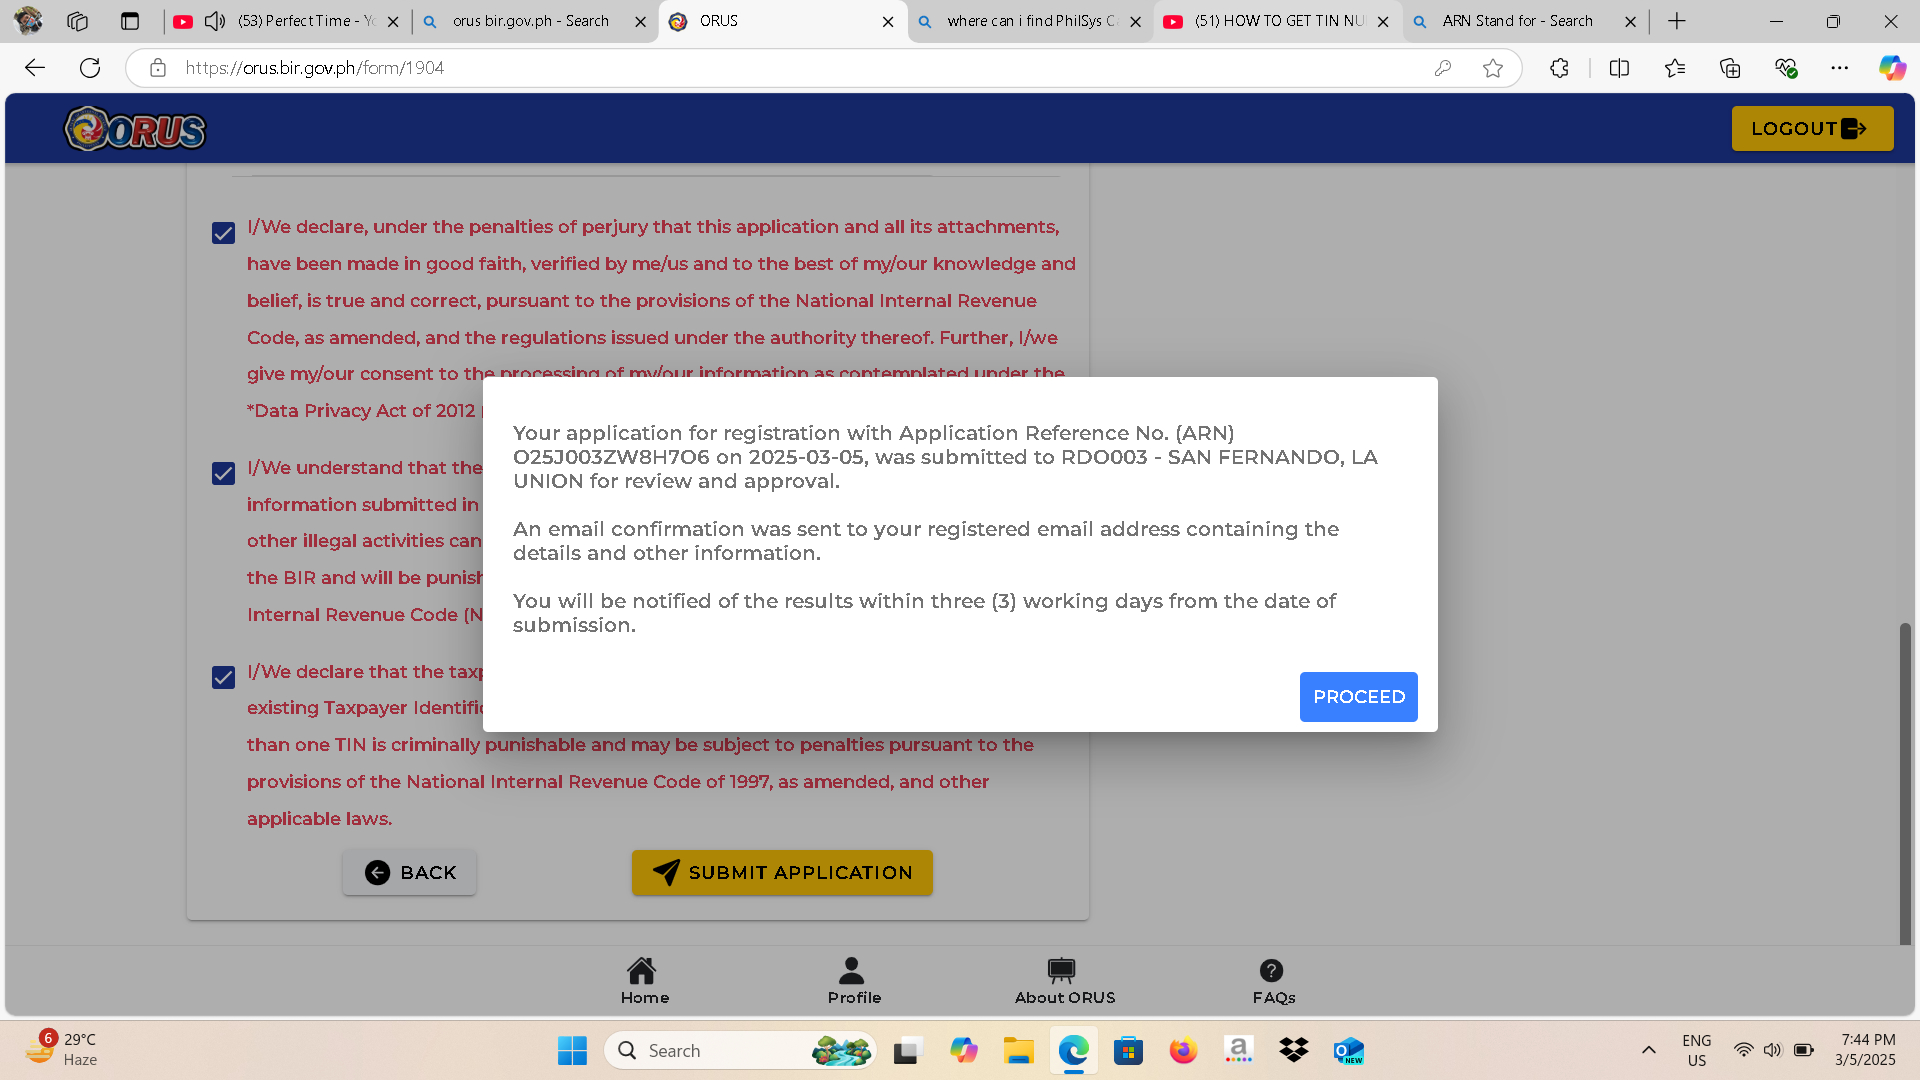 (53) Perfect Time - Yo
orus bir.gov.ph - Search
ORUS
where can i find PhilSys Ca
(51) HOW TO GET TIN NU
ARN Stand for - Search
https://orus.bir.gov.ph/form/1904
ORUS
LOGOUT
I/We declare, under the penalties of perjury that this application and all its attachments,
have been made in good faith, verified by me/us and to the best of my/our knowledge and
belief, is true and correct, pursuant to the provisions of the National Internal Revenue
Code, as amended, and the regulations issued under the authority thereof. Further, I/we
give my/our consent to the processing of my/our information as contemplated under the
*Data Privacy Act of 2012
I/We understand that the
information submitted in
other illegal activities can
the BIR and will be punish
Internal Revenue Code (N
I/We declare that the taxp
existing Taxpayer Identific
than one TIN is criminally punishable and may be subject to penalties pursuant to the
provisions of the National Internal Revenue Code of 1997, as amended, and other
applicable laws.
Your application for registration with Application Reference No. (ARN)
O25J003ZW8H7O6 on 2025-03-05, was submitted to RDO003 - SAN FERNANDO, LA
UNION for review and approval.
An email confirmation was sent to your registered email address containing the
details and other information.
You will be notified of the results within three (3) working days from the date of
submission.
PROCEED
BACK
SUBMIT APPLICATION
Home
Profile
About ORUS
FAQs
6
29°C
Haze
Search
a
NEW
ENG
US
7:44 PM
3/5/2025